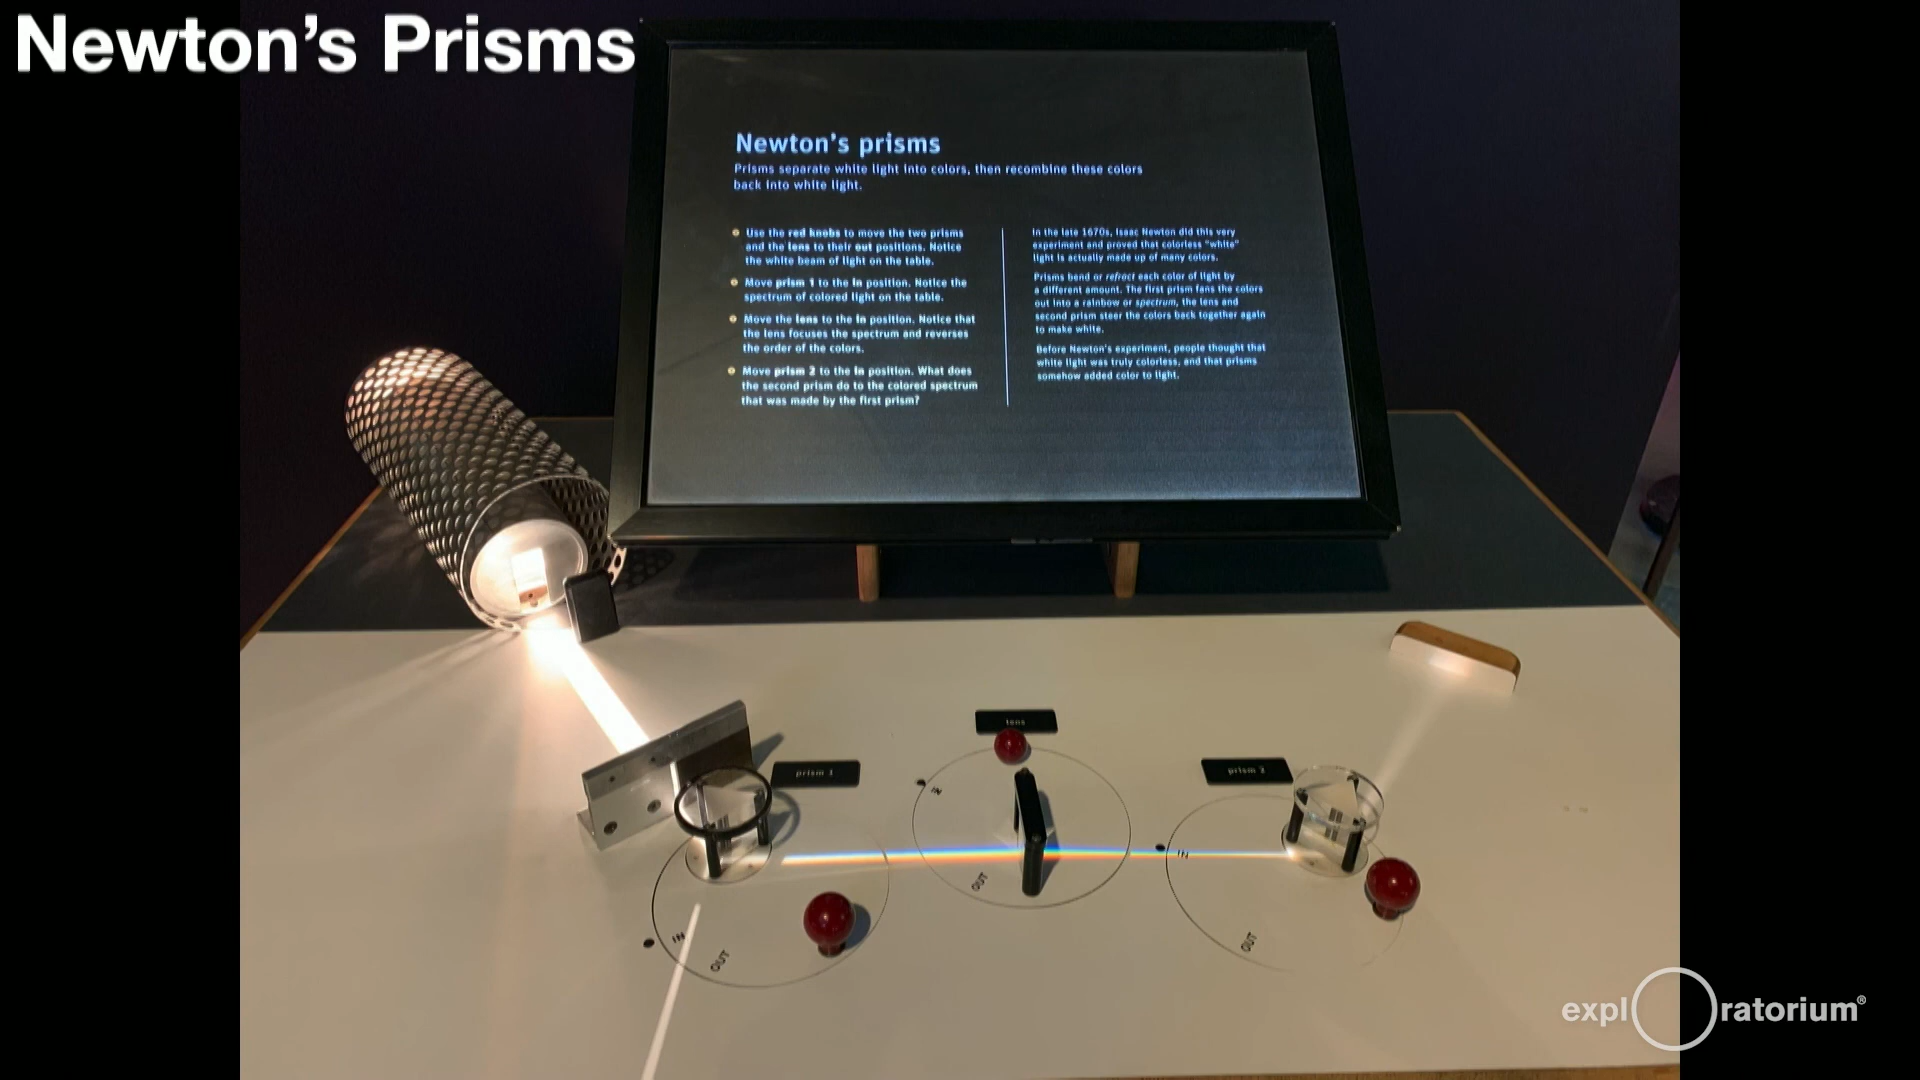 Newton's Prisms
Newton's prisms
Prisms separate white light into colors, then recombine these colors
back into white light.
Use the red knobs to move the two prisms
and the lens to their out positions. Notice
the white beam of light on the table.
Move prism 1 to the in position. Notice the
spectrum of colored light on the table.
Move the lens to the in position. Notice that
the lens focuses the spectrum and reverses
the order of the colors.
Move prism 2 to the in position. What does
the second prism do to the colored spectrum
that was made by the first prism?
In the late 1670s, Isaac Newton did this very
experiment and proved that colorless "white"
light is actually made up of many colors.
Prisms bend or refract each color of light by
a different amount. The first prism fans the colors
out into a rainbow or spectrum, the lens and
second prism steer the colors back together again
to make white.
Before Newton's experiment, people thought that
white light was truly colorless, and that prisms
somehow added color to light.
lens
prism 1
prism 2
IN
OUT
IN
OUT
IN
OUT
exploratorium®